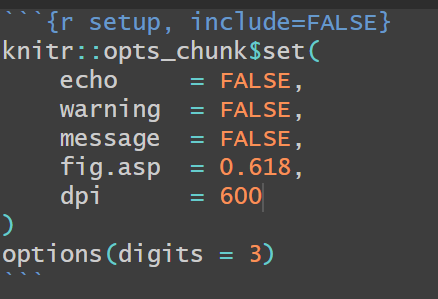 ```{r setup, include=FALSE}
knitr::opts_chunk$set(
    echo     = FALSE,
    warning  = FALSE,
    message  = FALSE,
    fig.asp  = 0.618,
    dpi      = 600
)
options(digits = 3)
```